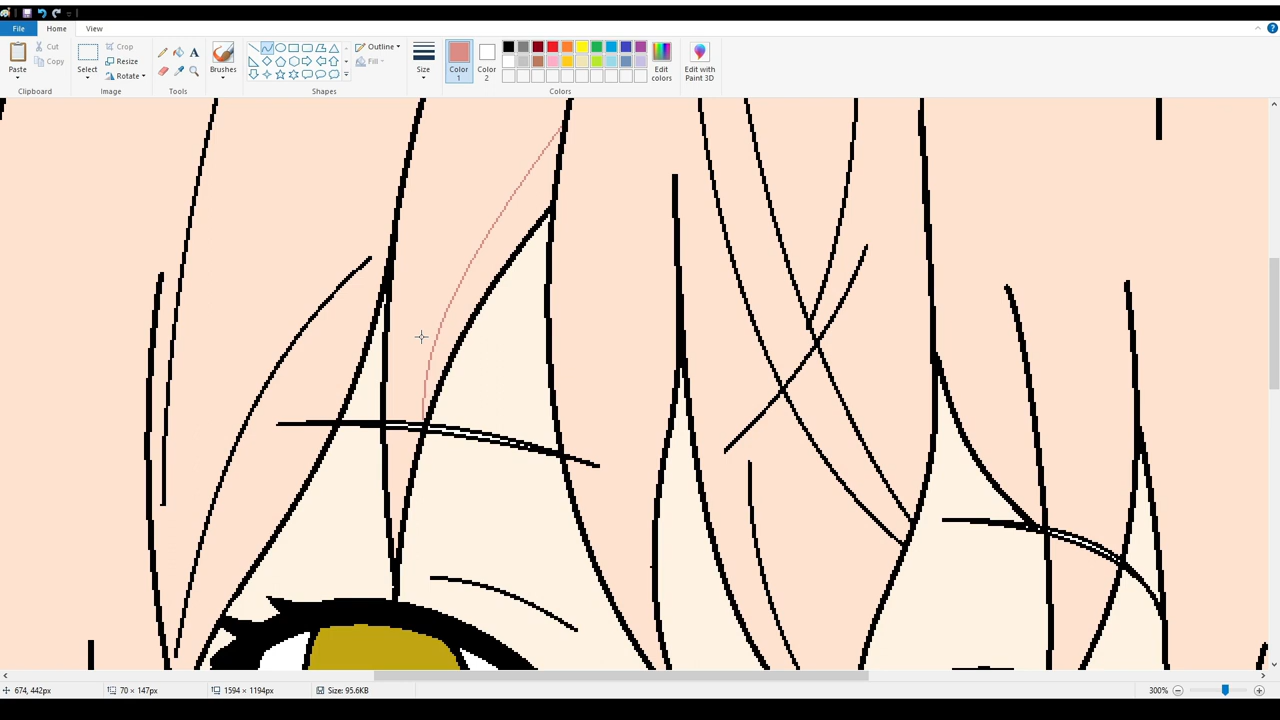 File Home View
Paste Cut Copy Clipboard
Select Crop Resize Rotate Image
Tools
Brushes
Outline Fill Shapes
Size
Color 1 Color 2 Edit colors Colors
Edit with Paint 3D
674, 442px 70 × 147px 1594 × 1194px Size: 95.6KB 300%